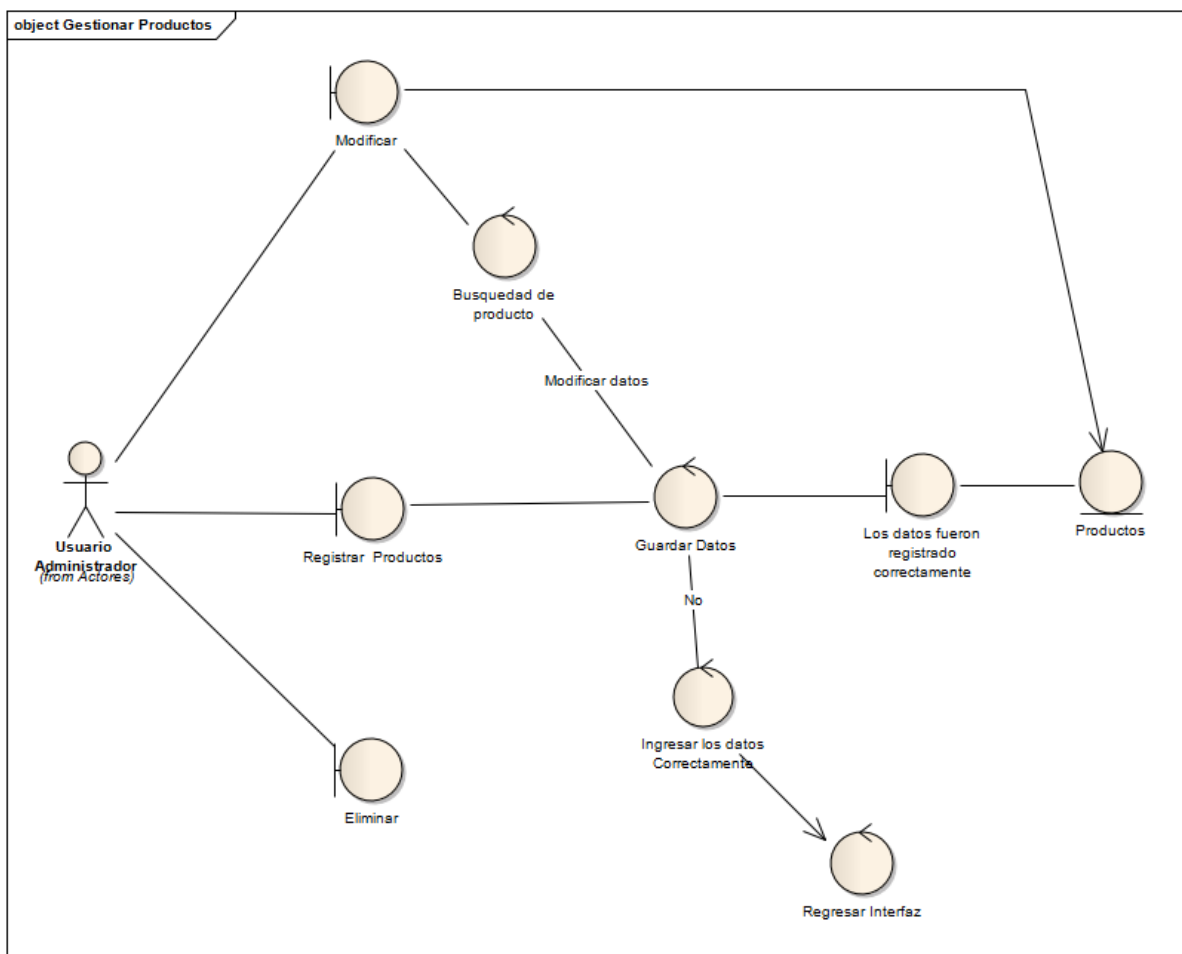 object Gestionar Productos
Modificar
Busquedad de
producto
Modificar datos
Usuario
Administrador
(from Actores)
Registrar Productos
Guardar Datos
Los datos fueron
registrado
correctamente
Productos
No
Ingresar los datos
Correctamente
Eliminar
Regresar Interfaz